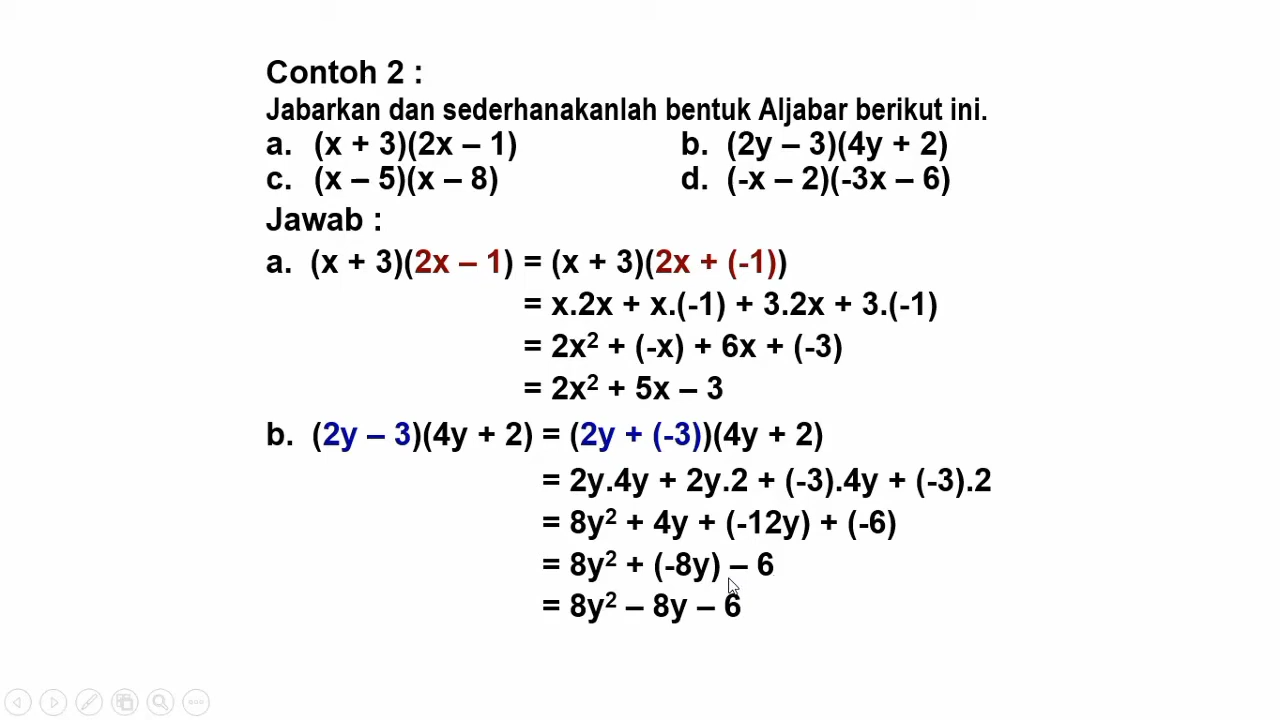 Contoh 2 :
Jabarkan dan sederhanakanlah bentuk Aljabar berikut ini.
a. (x + 3)(2x – 1) b. (2y – 3)(4y + 2)
c. (x – 5)(x – 8) d. (-x – 2)(-3x – 6)
Jawab :
a. (x + 3)(2x – 1) = (x + 3)(2x + (-1))
= x.2x + x.(-1) + 3.2x + 3.(-1)
= 2x² + (-x) + 6x + (-3)
= 2x² + 5x – 3
b. (2y – 3)(4y + 2) = (2y + (-3))(4y + 2)
= 2y.4y + 2y.2 + (-3).4y + (-3).2
= 8y² + 4y + (-12y) + (-6)
= 8y² + (-8y) – 6
= 8y² – 8y – 6